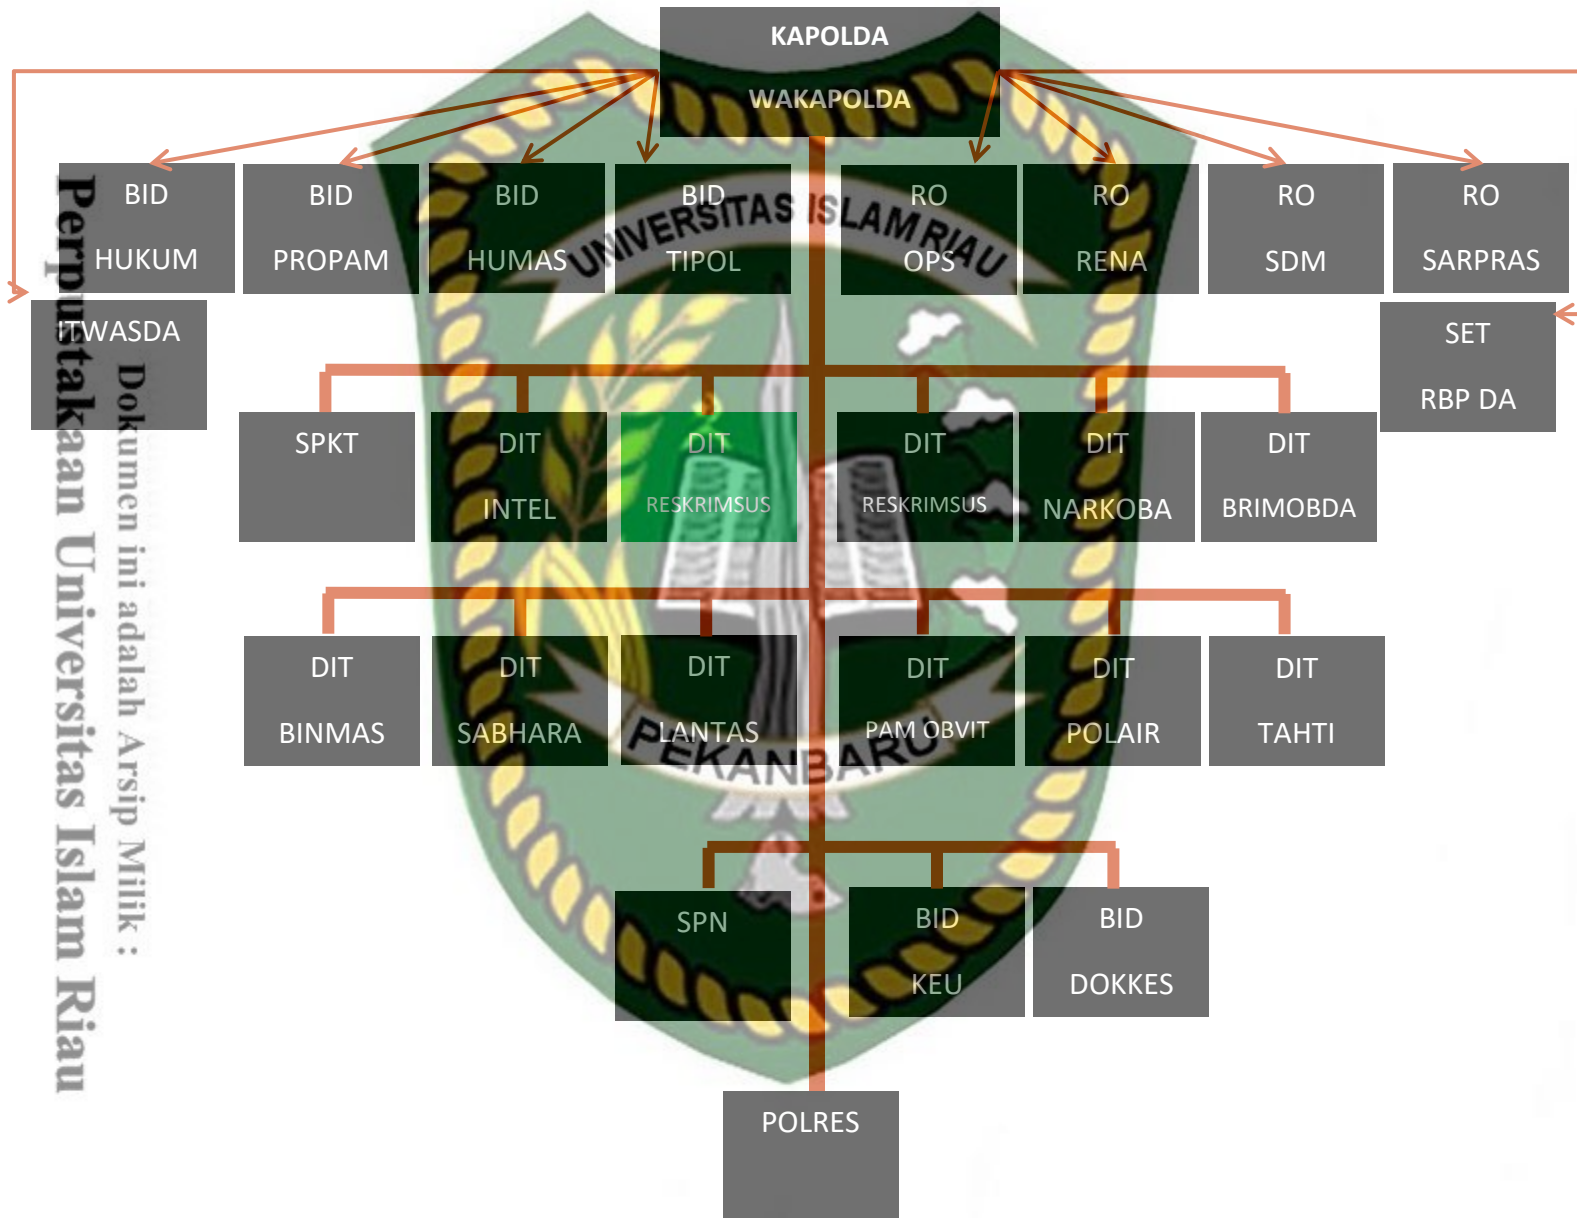 KAPOLDA
WAKAPOLDA
BID
HUKUM
BID
PROPAM
BID
HUMAS
BID
TIPOL
RO
OPS
RO
RENA
RO
SDM
RO
SARPRAS
ITWASDA
SET
RBP DA
SPKT
DIT
INTEL
DIT
RESKRIMSUS
DIT
RESKRIMSUS
DIT
NARKOBA
DIT
BRIMOBDA
DIT
BINMAS
DIT
SABHARA
DIT
LANTAS
DIT
PAM OBVIT
DIT
POLAIR
DIT
TAHTI
SPN
BID
KEU
BID
DOKKES
POLRES
UNIVERSITAS ISLAM RIAU
PEKANBARU
Dokumen ini adalah Arsip Milik :
Perpustakaan Universitas Islam Riau